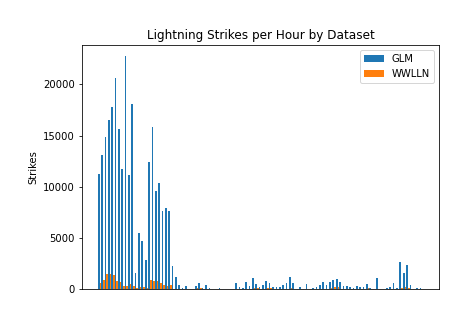 Lightning Strikes per Hour by Dataset
GLM
WWLLN
20000
15000
10000
5000
0
Strikes